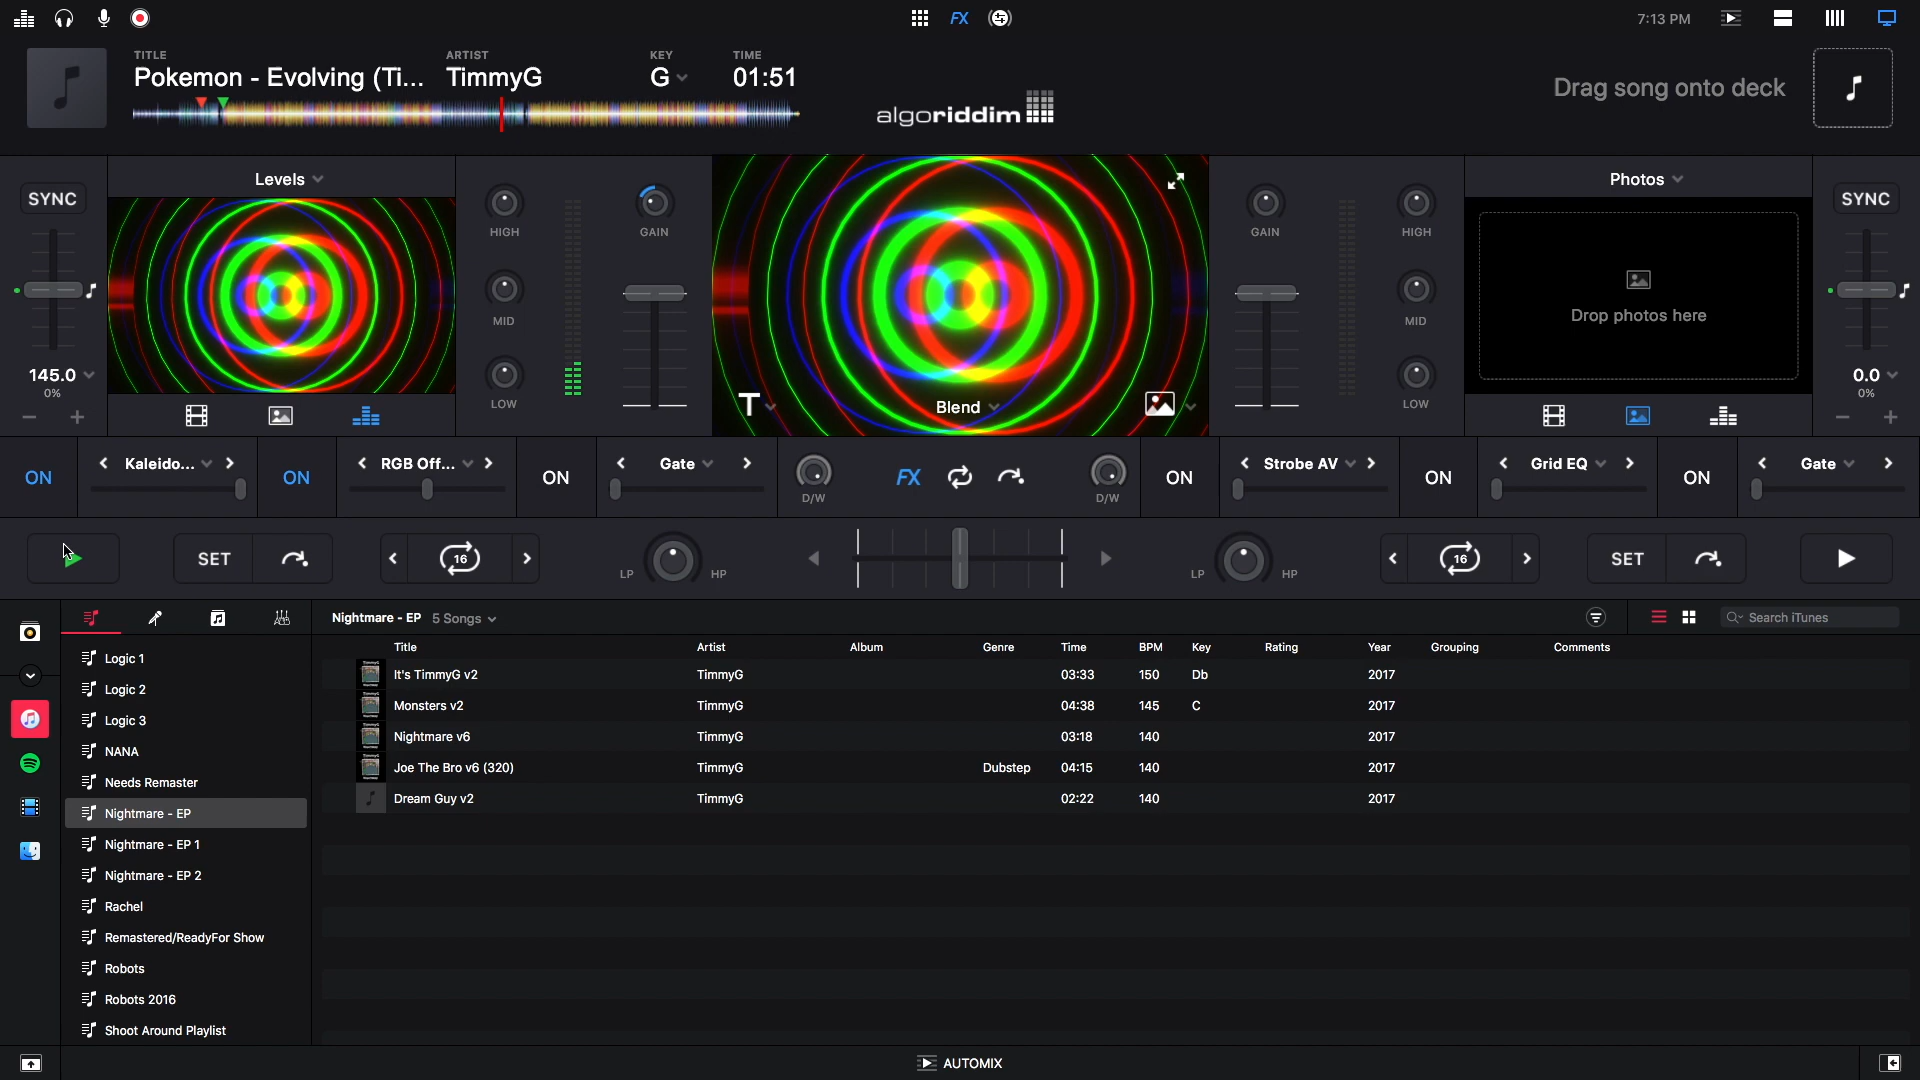 FX
7:13 PM
TITLE ARTIST KEY TIME
Pokemon - Evolving (Ti... TimmyG G 01:51
Drag song onto deck
algoriddim
SYNC Levels Photos SYNC
HIGH GAIN GAIN HIGH
MID MID
Drop photos here
145.0 0.0
0% 0%
LOW T Blend LOW
ON Kaleido... ON RGB Off... ON Gate D/W FX D/W ON Strobe AV ON Grid EQ ON Gate
SET 16 LP HP LP HP 16 SET
Nightmare - EP 5 Songs Search iTunes
Title Artist Album Genre Time BPM Key Rating Year Grouping Comments
It's TimmyG v2 TimmyG 03:33 150 Db 2017
Monsters v2 TimmyG 04:38 145 C 2017
Nightmare v6 TimmyG 03:18 140 2017
Joe The Bro v6 (320) TimmyG Dubstep 04:15 140 2017
Dream Guy v2 TimmyG 02:22 140 2017
Logic 1
Logic 2
Logic 3
NANA
Needs Remaster
Nightmare - EP
Nightmare - EP 1
Nightmare - EP 2
Rachel
Remastered/ReadyFor Show
Robots
Robots 2016
Shoot Around Playlist
AUTOMIX